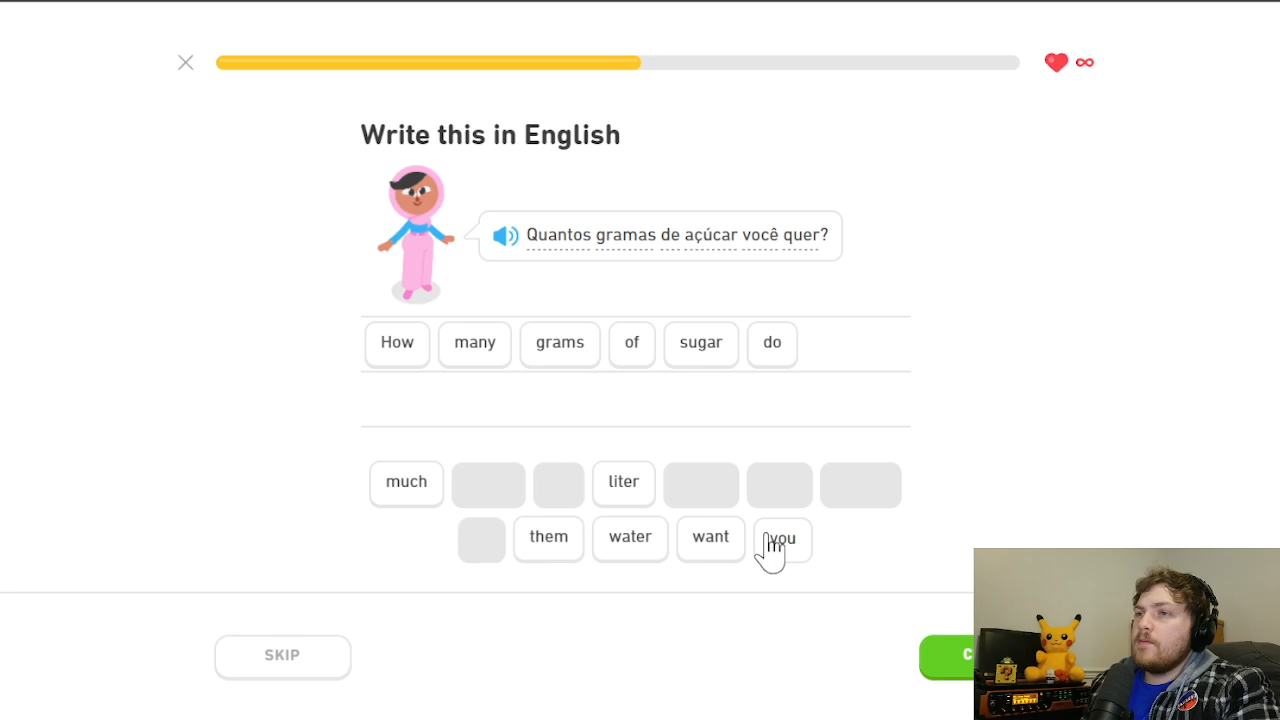 Write this in English
Quantos gramas de açúcar você quer?
How many grams of sugar do
much liter
them water want you
SKIP